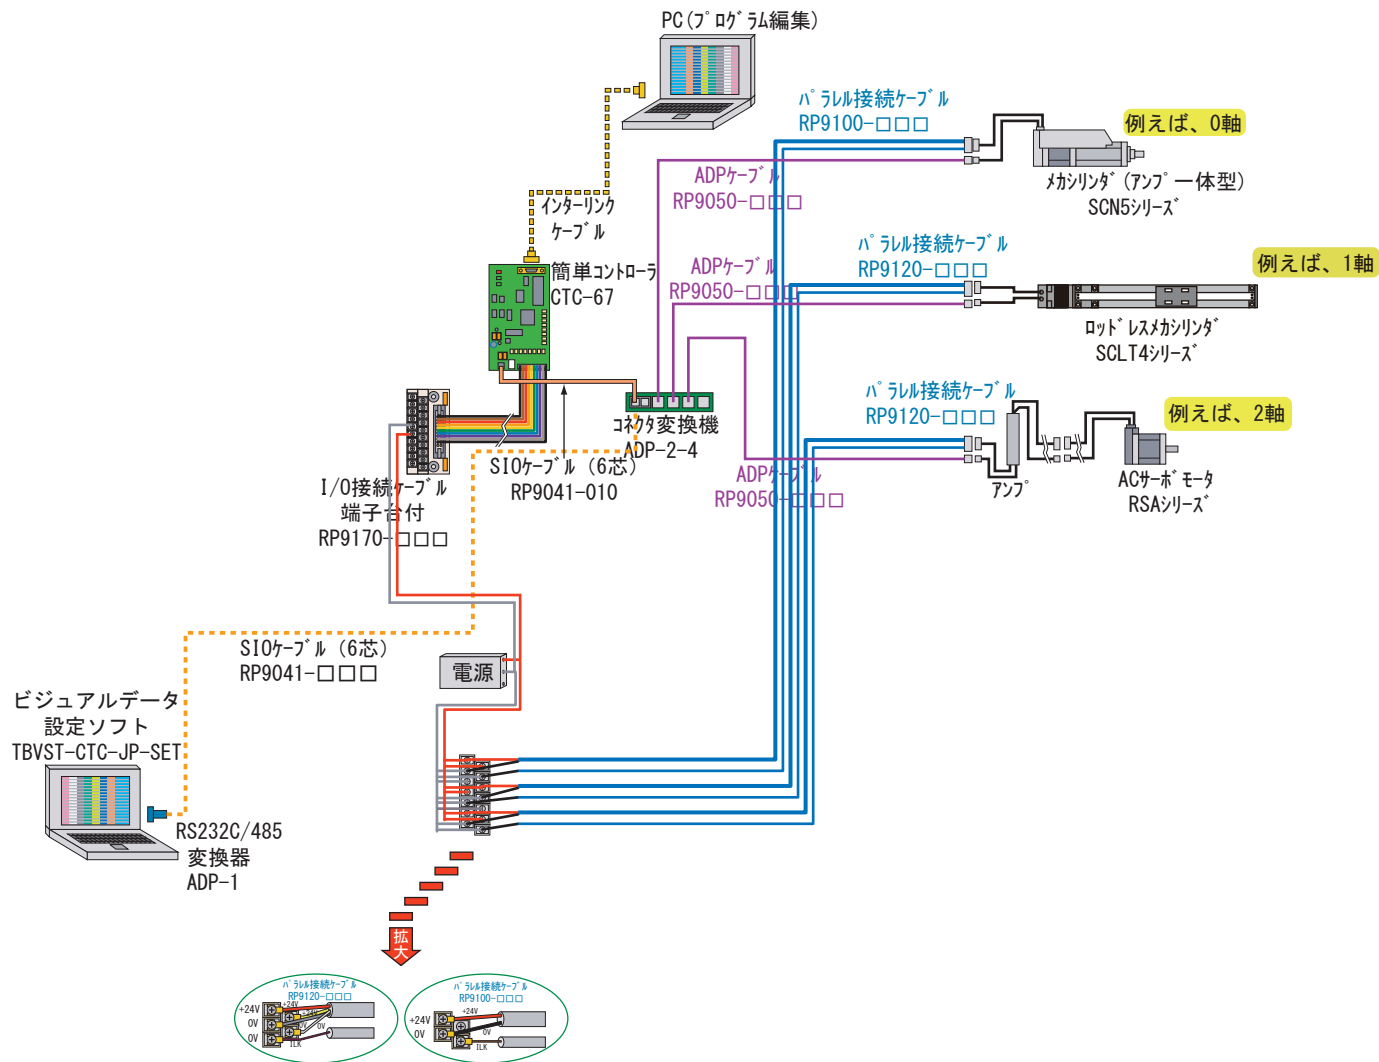 PC(プログラム編集)
パラレル接続ケーブル
RP9100-□□□
例えば、0軸
ADPケーブル
RP9050-□□□
メカシリンダ(アンプ一体型)
SCN5シリーズ
インターリンク
ケーブル
簡単コントローラ
CTC-67
ADPケーブル
RP9050-□□□
パラレル接続ケーブル
RP9120-□□□
例えば、1軸
ロッドレスメカシリンダ
SCLT4シリーズ
パラレル接続ケーブル
RP9120-□□□
例えば、2軸
コネクタ変換機
ADP-2-4
SIOケーブル(6芯)
RP9041-010
ADPケーブル
RP9050-□□□
アンプ
ACサーボモータ
RSAシリーズ
I/O接続ケーブル
端子台付
RP9170-□□□
SIOケーブル(6芯)
RP9041-□□□
電源
ビジュアルデータ
設定ソフト
TBVST-CTC-JP-SET
RS232C/485
変換器
ADP-1
拡大
パラレル接続ケーブル
RP9120-□□□
+24V
+24V
+24V
0V
0V
0V
0V
ILK
パラレル接続ケーブル
RP9100-□□□
+24V
+24V
0V
0V
ILK